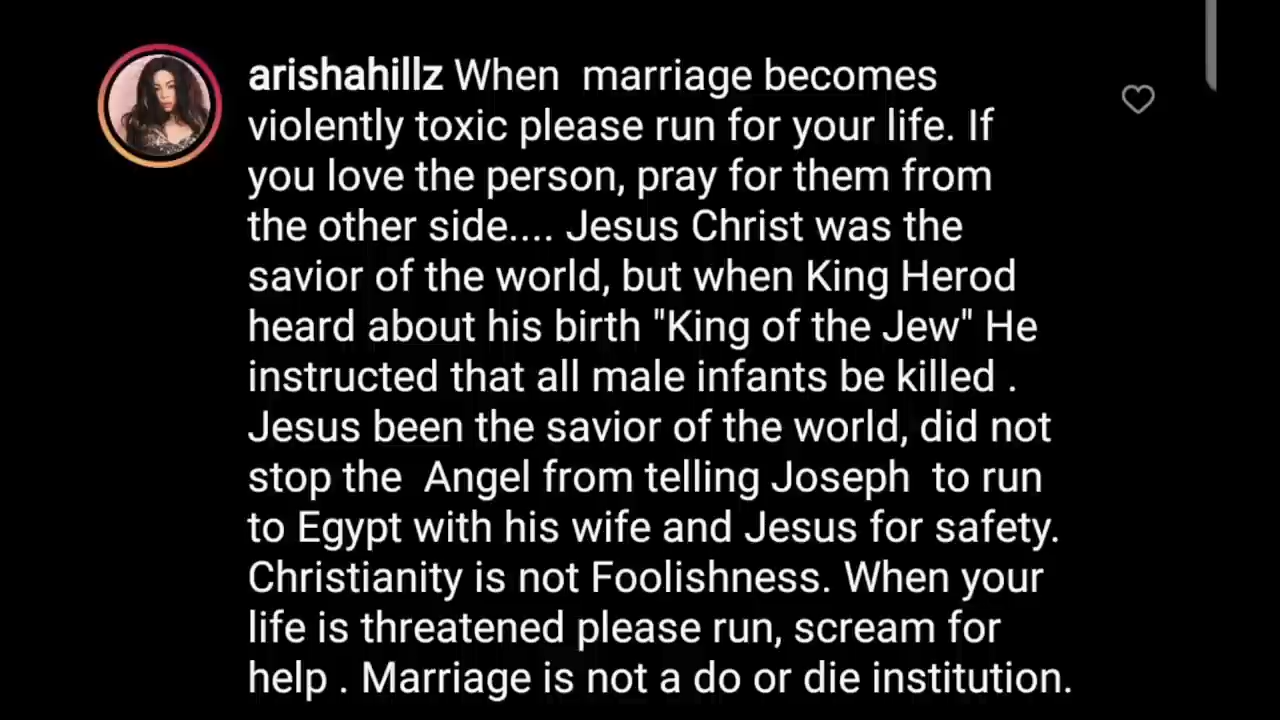 arishahillz When  marriage becomes
violently toxic please run for your life. If
you love the person, pray for them from
the other side.... Jesus Christ was the
savior of the world, but when King Herod
heard about his birth "King of the Jew" He
instructed that all male infants be killed .
Jesus been the savior of the world, did not
stop the  Angel from telling Joseph  to run
to Egypt with his wife and Jesus for safety.
Christianity is not Foolishness. When your
life is threatened please run, scream for
help . Marriage is not a do or die institution.